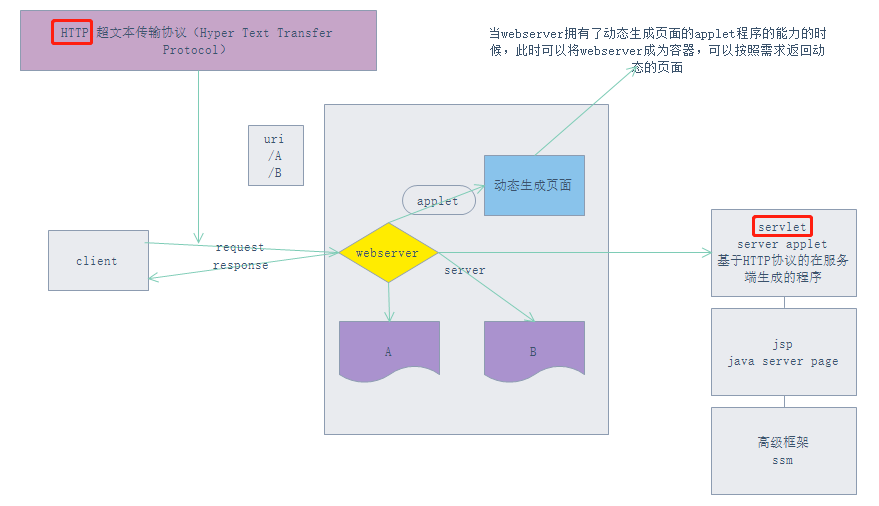 HTTP 超文本传输协议（Hyper Text Transfer
Protocol）
当webserver拥有了动态生成页面的applet程序的能力的时
候，此时可以将webserver成为容器，可以按照需求返回动
态的页面
uri
/A
/B
applet
动态生成页面
client
request
response
webserver
server
A
B
servlet
server applet
基于HTTP协议的在服务
端生成的程序
jsp
java server page
高级框架
ssm